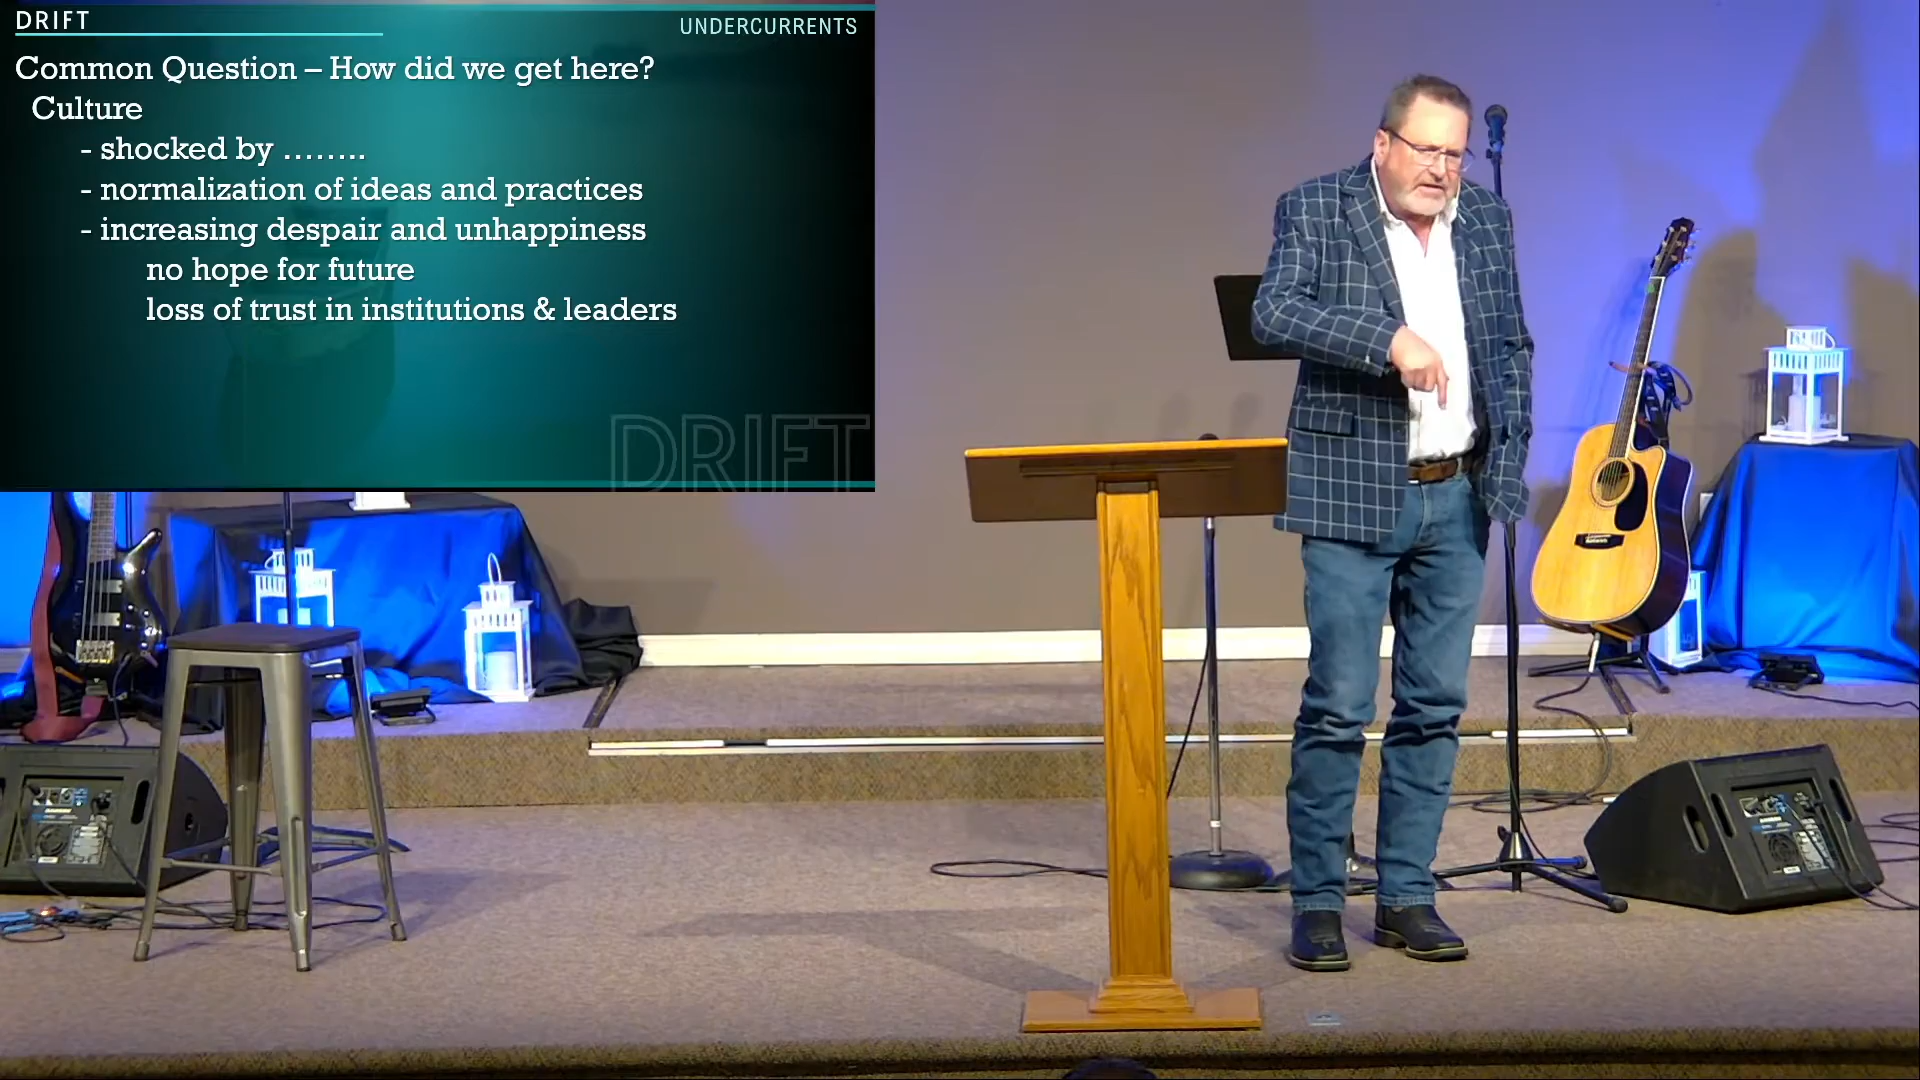 DRIFT
UNDERCURRENTS
Common Question – How did we get here?
Culture
- shocked by ........
- normalization of ideas and practices
- increasing despair and unhappiness
no hope for future
loss of trust in institutions & leaders
DRIFT